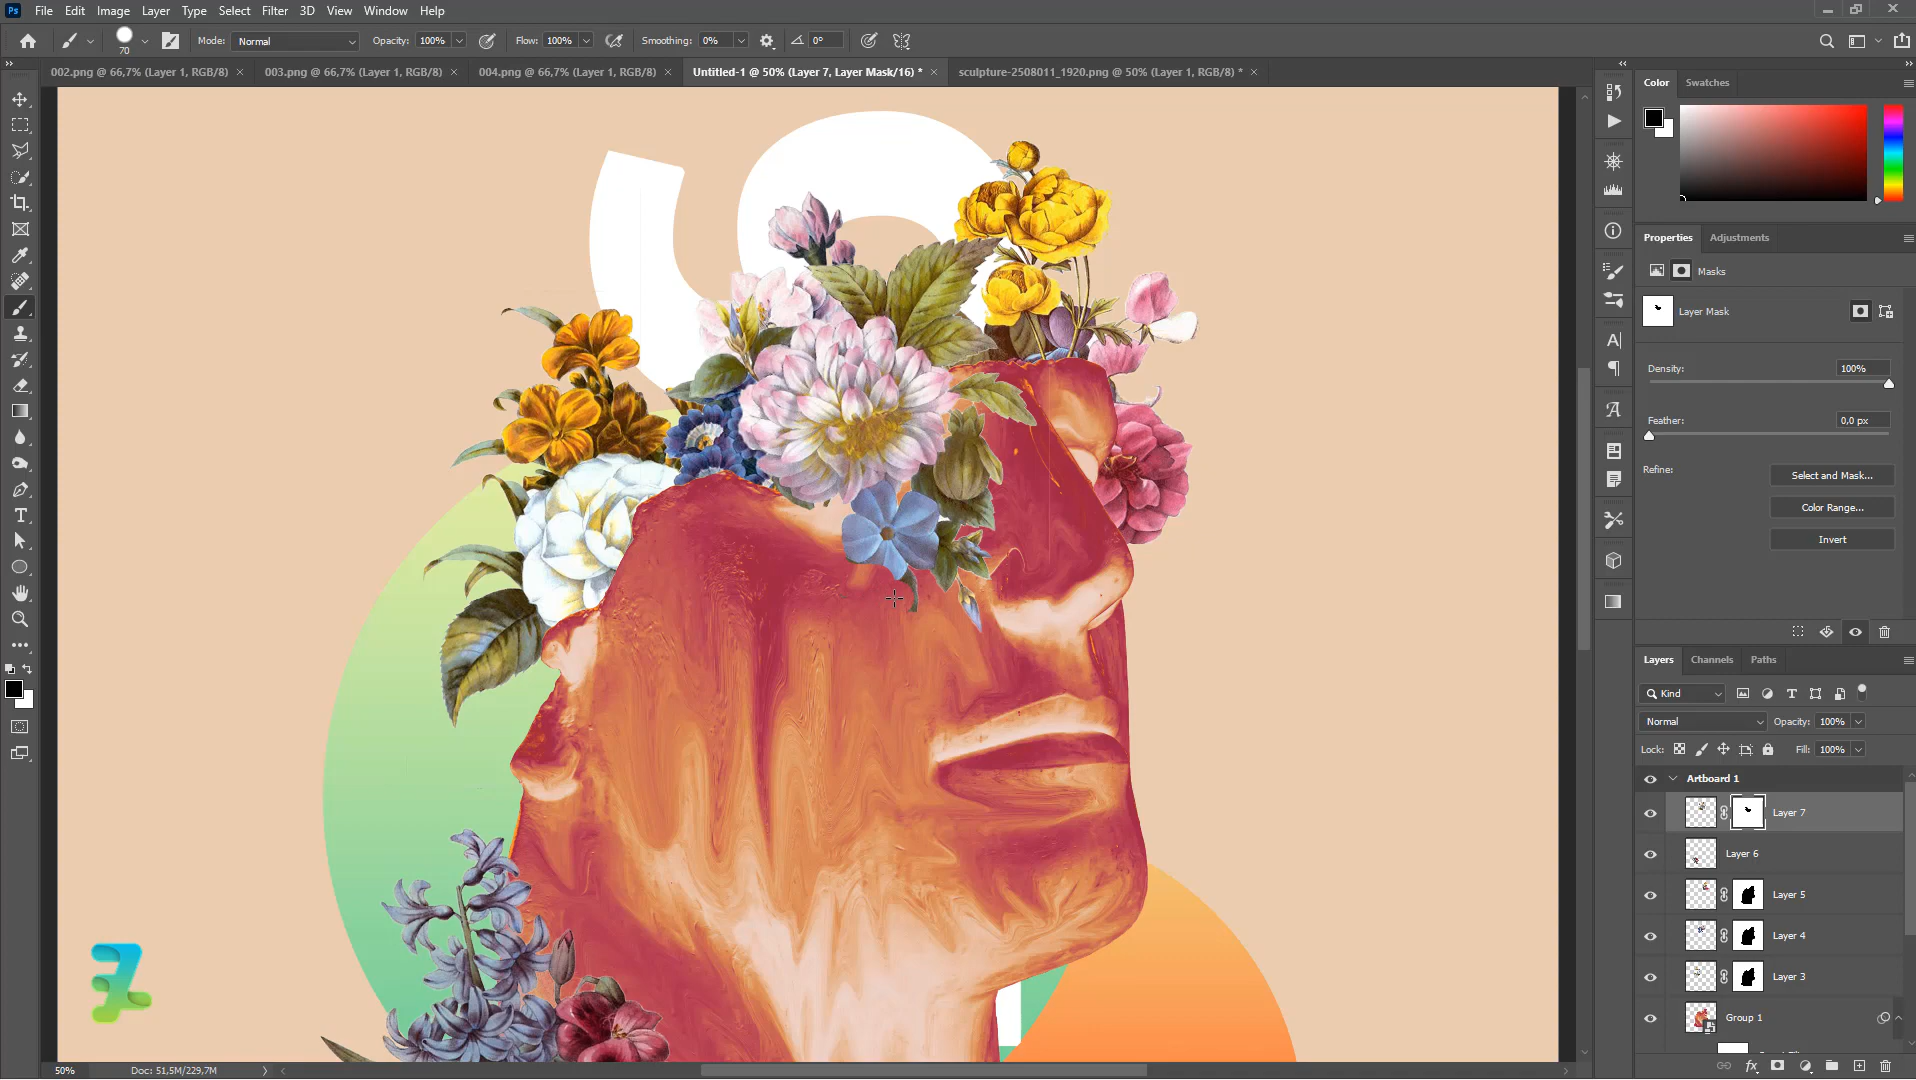 Ps File Edit Image Layer Type Select Filter 3D View Window Help
70 Mode: Normal Opacity: 100% Flow: 100% Smoothing: 0% 0°
002.png @ 66,7% (Layer 1, RGB/8) × 003.png @ 66,7% (Layer 1, RGB/8) × 004.png @ 66,7% (Layer 1, RGB/8) × Untitled-1 @ 50% (Layer 7, Layer Mask/16) * × sculpture-2508011_1920.png @ 50% (Layer 1, RGB/8) * ×
Color Swatches
Properties Adjustments
Masks
Layer Mask
Density: 100%
Feather: 0,0 px
Refine: Select and Mask...
Color Range...
Invert
Layers Channels Paths
Kind
Normal Opacity: 100%
Lock: Fill: 100%
Artboard 1
Layer 7
Layer 6
Layer 5
Layer 4
Layer 3
Group 1
50% Doc: 51,5M/229,7M